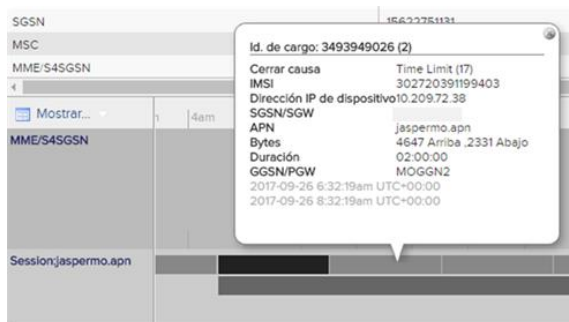 SGSN
15622751131
MSC
MME/S4SGSN
Mostrar...
4am
MME/S4SGSN
Session:jaspermo.apn
Id. de cargo: 3493949026 (2)
Cerrar causa Time Limit (17)
IMSI 302720391199403
Dirección IP de dispositivo10.209.72.38
SGSN/SGW
APN jaspermo.apn
Bytes 4647 Arriba ,2331 Abajo
Duración 02:00:00
GGSN/PGW MOGGN2
2017-09-26 6:32:19am UTC+00:00
2017-09-26 8:32:19am UTC+00:00